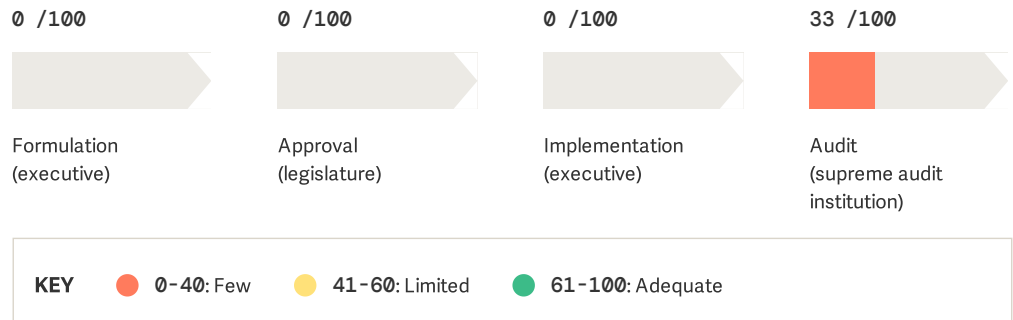 0 /100
0 /100
0 /100
33 /100
Formulation
(executive)
Approval
(legislature)
Implementation
(executive)
Audit
(supreme audit
institution)
KEY
0-40: Few
41-60: Limited
61-100: Adequate